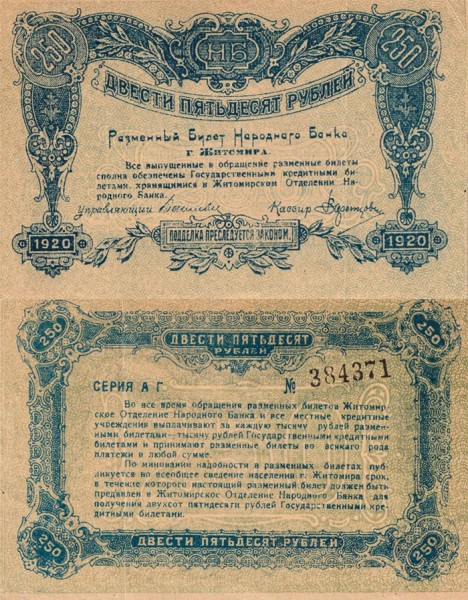 250 НБ 250
ДВЕСТИ ПЯТЬДЕСЯТ РУБЛЕЙ
Разменный Билет Народного Банка
г. Житомира.
Все выпущенные в обращение разменные билеты
сполна обеспечены Государственными кредитными би-
летами, хранящимися в Житомирском Отделении На-
родного Банка.
Управляющий Кассир
1920 ПОДДЕЛКА ПРЕСЛЕДУЕТСЯ ЗАКОНОМ. 1920
250 ДВЕСТИ ПЯТЬДЕСЯТ 250
РУБЛЕЙ
СЕРИЯ А Г. № 384371
Во все время обращения разменных билетов Житомир-
ское Отделение Народного Банка и все местные кредитные
учреждения выплачивают за каждую тысячу рублей размен-
ными билетами—тысячу рублей Государственными кредитными
билетами и принимают разменные билеты во всякого рода
платежи в любой сумме.
По миновании надобности в разменных билетах пуб-
ликуется во всеобщее сведение населения г. Житомира срок,
в течение которого настоящий разменный билет должен быть
предъявлен в Житомирское Отделение Народного Банка для
получения двухсот пятидесяти рублей Государственными кре-
дитными билетами.
250 ДВЕСТИ ПЯТЬДЕСЯТ РУБЛЕЙ 250